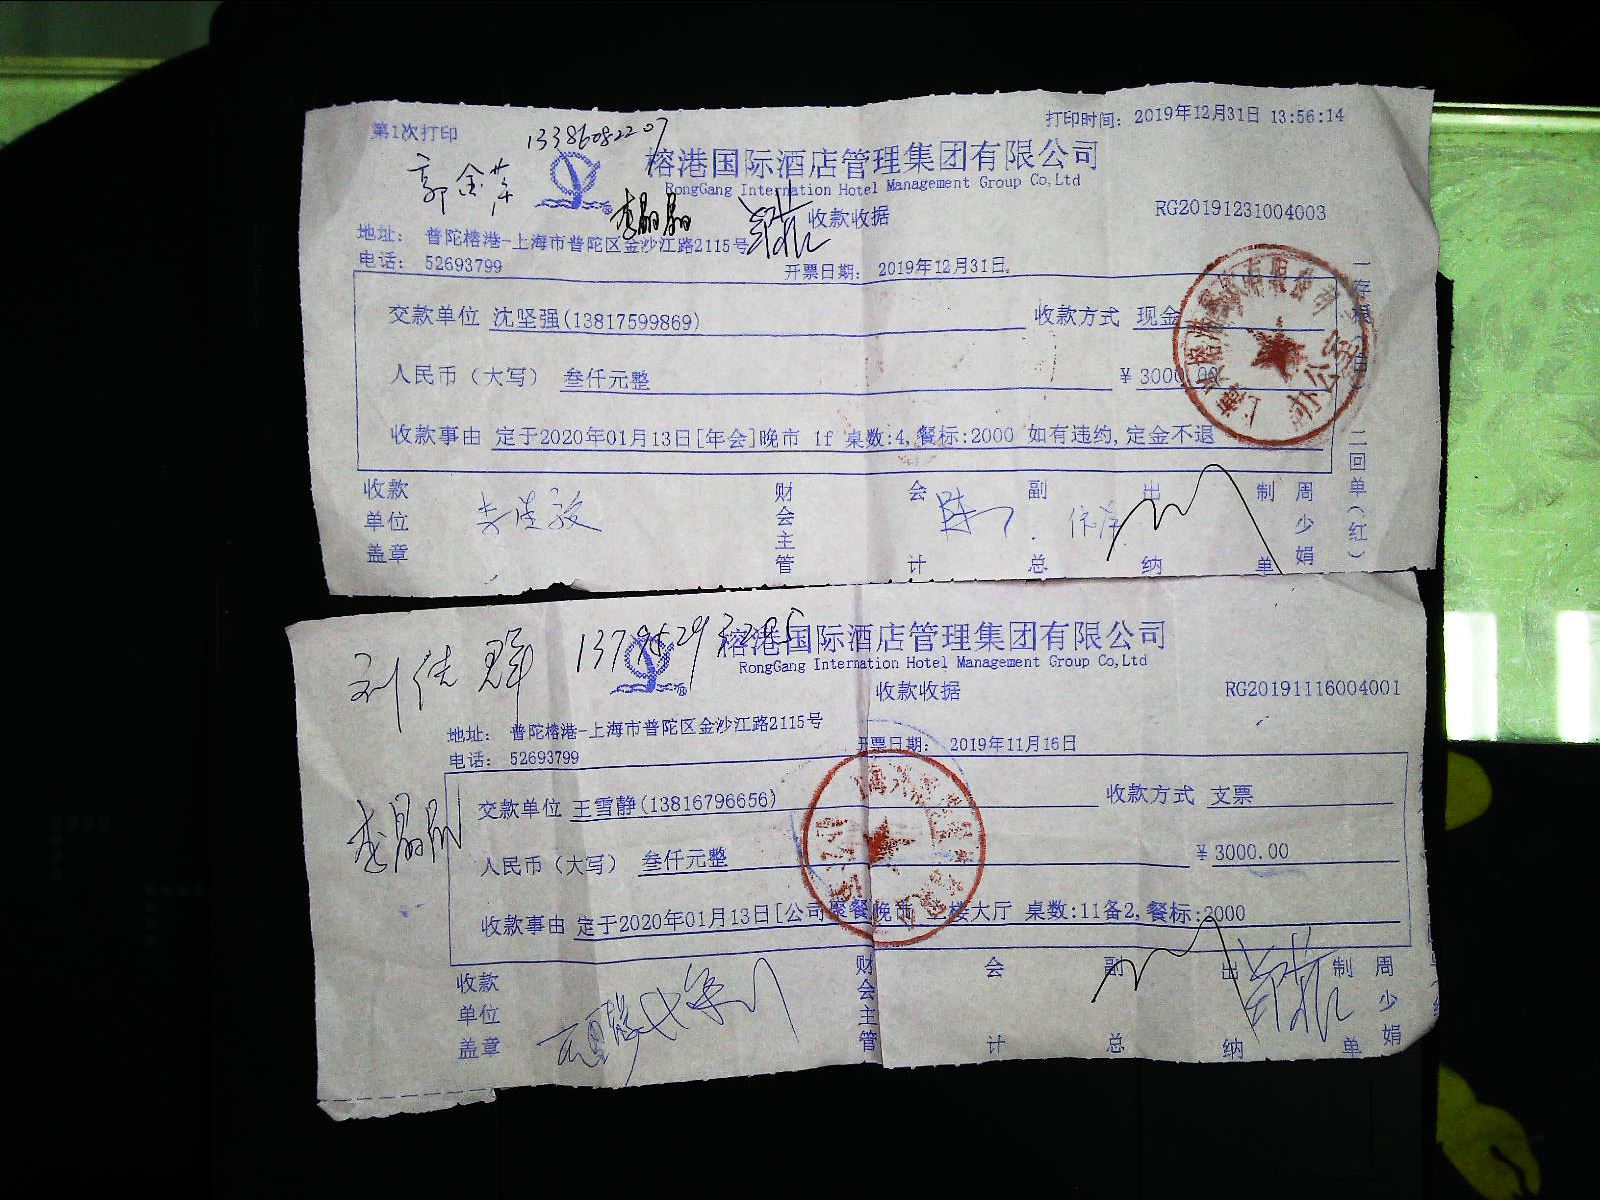 第1次打印
打印时间: 2019年12月31日 13:56:14
13386082207
榕港国际酒店管理集团有限公司
郭金萍
RongGang Internation Hotel Management Group Co,Ltd
李晶晶
收款收据
RG20191231004003
地址: 普陀榕港-上海市普陀区金沙江路2115号
电话: 52693799
开票日期: 2019年12月31日
交款单位 沈坚强(13817599869) 收款方式 现金
人民币(大写) 叁仟元整 ¥3000.00
收款事由 定于2020年01月13日[年会]晚市 1f 桌数:4,餐标:2000 如有违约,定金不退
收款单位盖章 财会主管 会计 副总 出纳 制单 周少娟
二回单(红)
榕港国际酒店管理集团有限公司
RongGang Internation Hotel Management Group Co,Ltd
收款收据
RG20191116004001
地址: 普陀榕港-上海市普陀区金沙江路2115号
开票日期: 2019年11月16日
电话: 52693799
交款单位 王雪静(13816796656) 收款方式 支票
李晶晶
人民币(大写) 叁仟元整 ¥3000.00
收款事由 定于2020年01月13日[公司聚餐]晚市 楼大厅 桌数:11备2,餐标:2000
收款单位盖章 财会主管 会计 副总 出纳 制单 周少娟